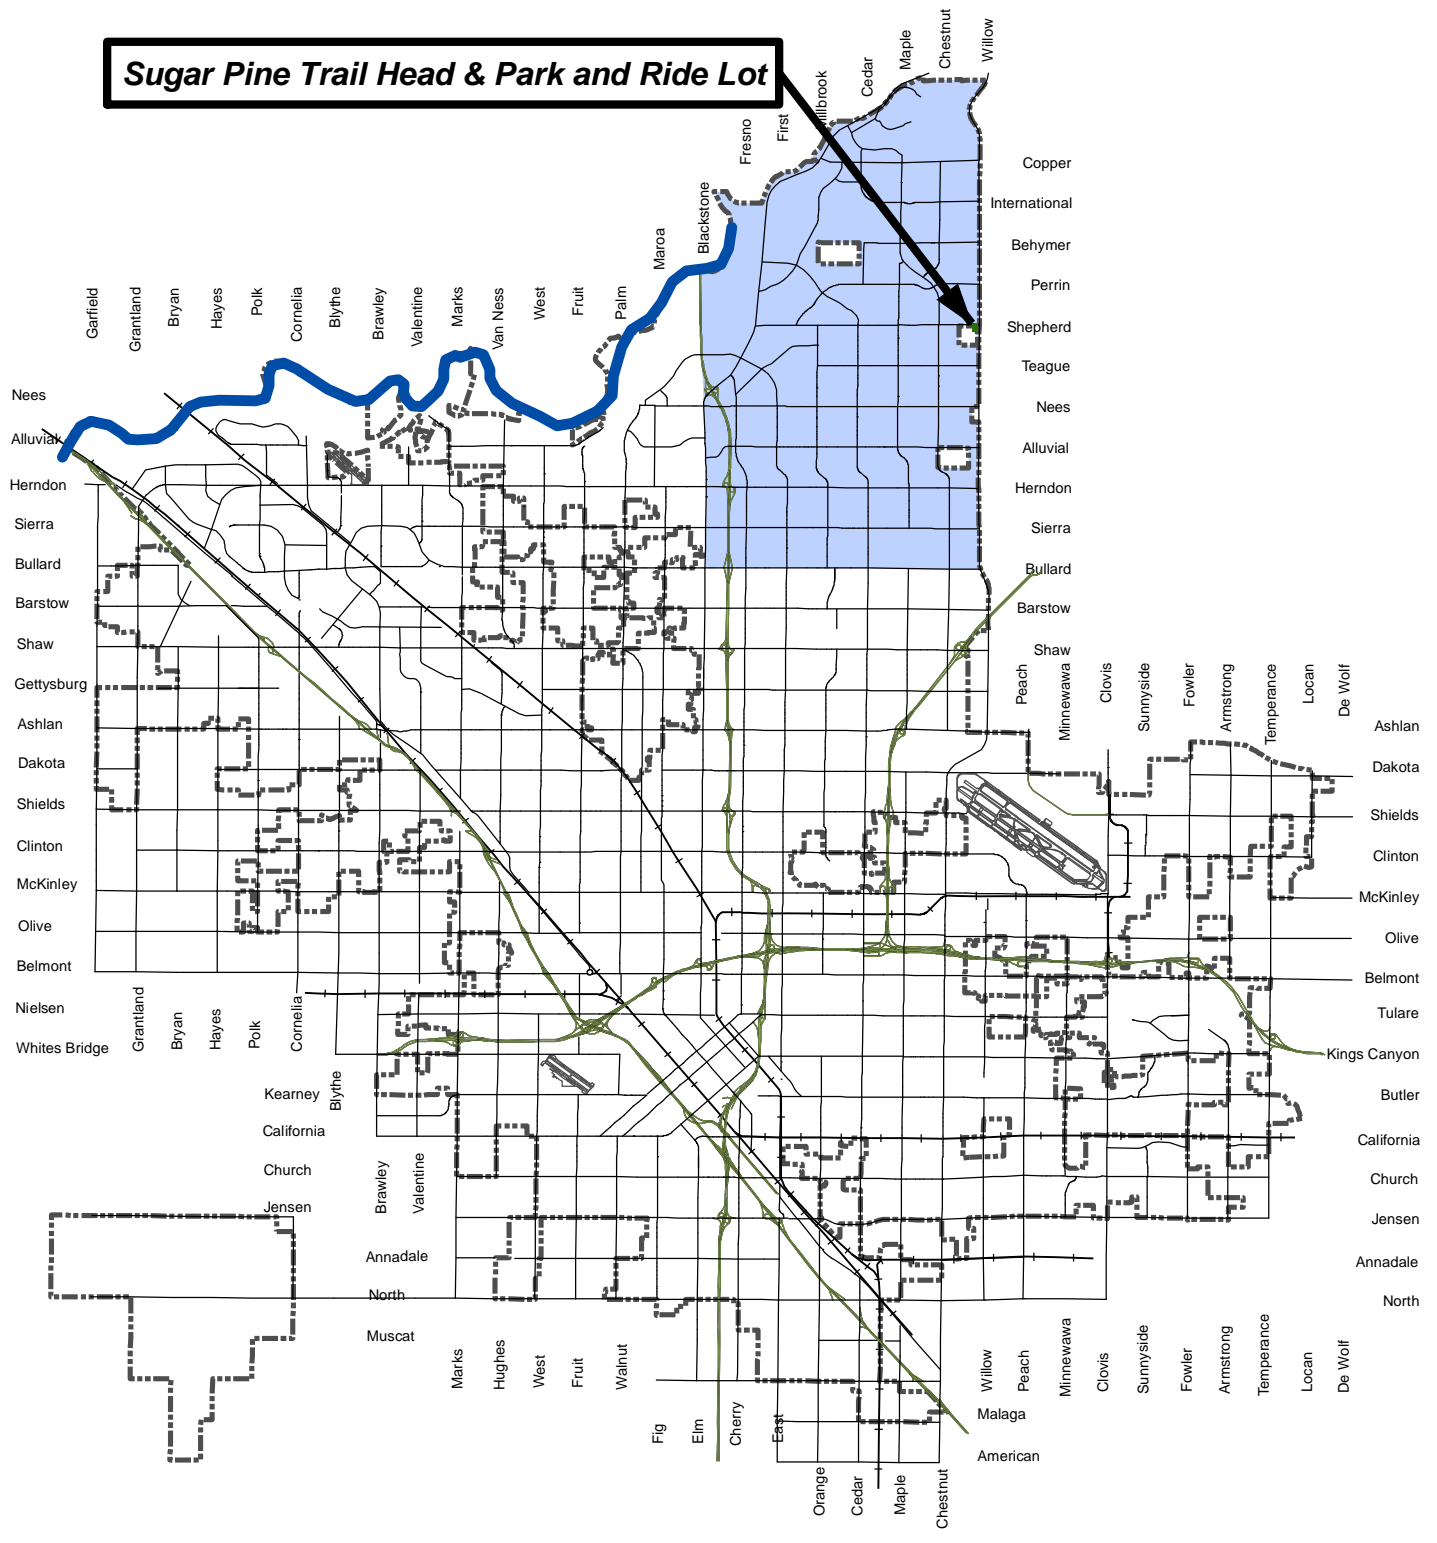 Sugar Pine Trail Head & Park and Ride Lot
Fresno
First
Millbrook
Cedar
Maple
Chestnut
Willow
Garfield
Grantland
Bryan
Hayes
Polk
Cornelia
Blythe
Brawley
Valentine
Marks
Van Ness
West
Fruit
Palm
Maroa
Blackstone
Copper
International
Behymer
Perrin
Shepherd
Teague
Nees
Alluvial
Herndon
Sierra
Bullard
Barstow
Shaw
Nees
Alluvial
Herndon
Sierra
Bullard
Barstow
Shaw
Gettysburg
Ashlan
Dakota
Shields
Clinton
McKinley
Olive
Belmont
Nielsen
Whites Bridge
Peach
Minnewawa
Clovis
Sunnyside
Fowler
Armstrong
Temperance
Locan
De Wolf
Ashlan
Dakota
Shields
Clinton
McKinley
Olive
Belmont
Tulare
Kings Canyon
Butler
California
Church
Jensen
Annadale
North
Grantland
Bryan
Hayes
Polk
Cornelia
Blythe
Kearney
California
Church
Jensen
Brawley
Valentine
Annadale
North
Muscat
Marks
Hughes
West
Fruit
Walnut
Fig
Elm
Cherry
East
Orange
Cedar
Maple
Chestnut
Willow
Peach
Minnewawa
Clovis
Sunnyside
Fowler
Armstrong
Temperance
Locan
De Wolf
Malaga
American